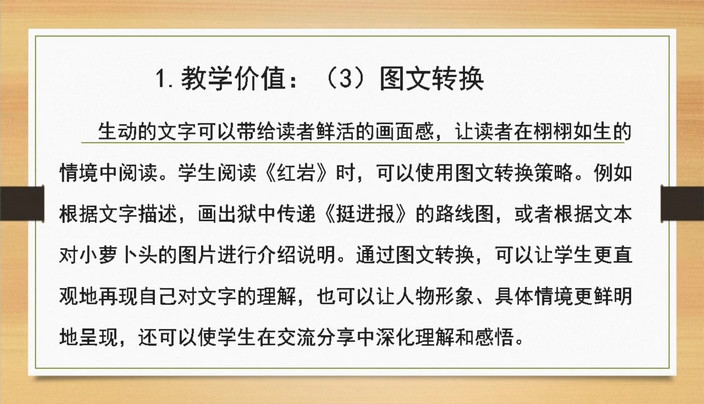 1.教学价值：（3）图文转换
生动的文字可以带给读者鲜活的画面感，让读者在栩栩如生的
情境中阅读。学生阅读《红岩》时，可以使用图文转换策略。例如
根据文字描述，画出狱中传递《挺进报》的路线图，或者根据文本
对小萝卜头的图片进行介绍说明。通过图文转换，可以让学生更直
观地再现自己对文字的理解，也可以让人物形象、具体情境更鲜明
地呈现，还可以使学生在交流分享中深化理解和感悟。